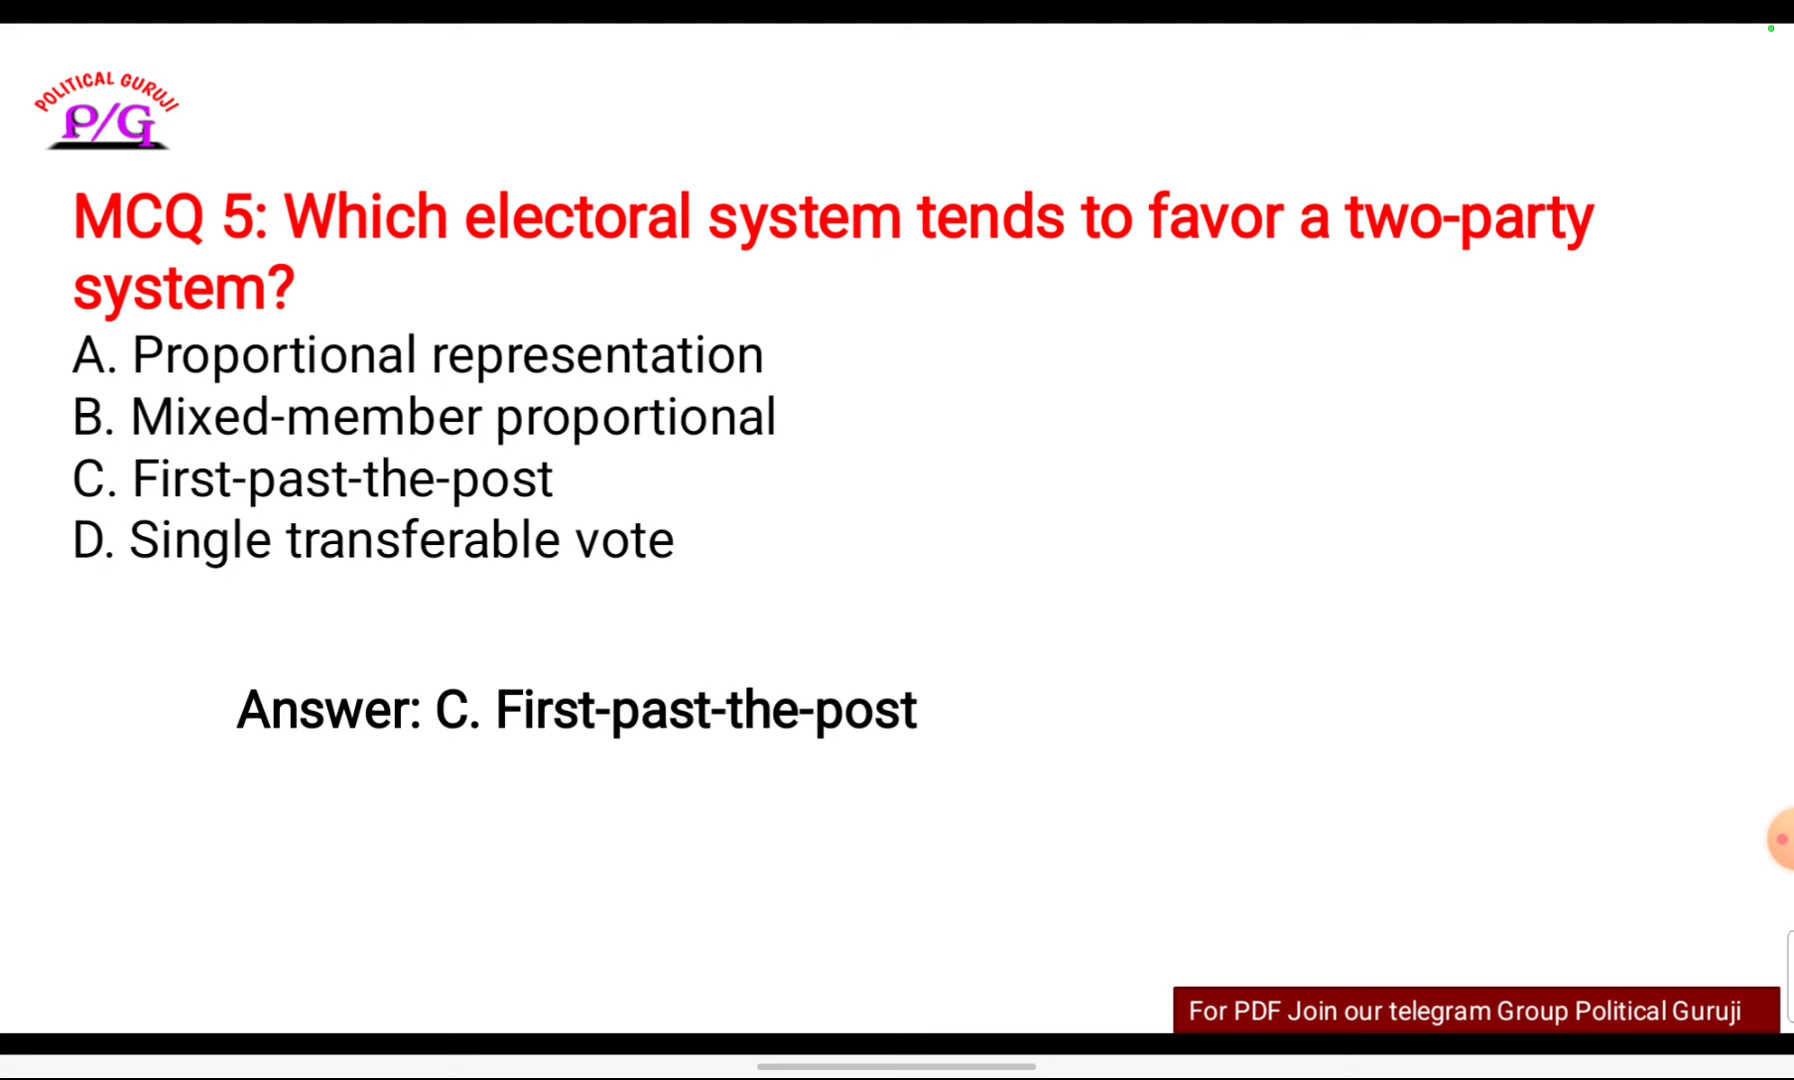 POLITICAL GURUJI
P/G
MCQ 5: Which electoral system tends to favor a two-party
system?
A. Proportional representation
B. Mixed-member proportional
C. First-past-the-post
D. Single transferable vote
Answer: C. First-past-the-post
For PDF Join our telegram Group Political Guruji